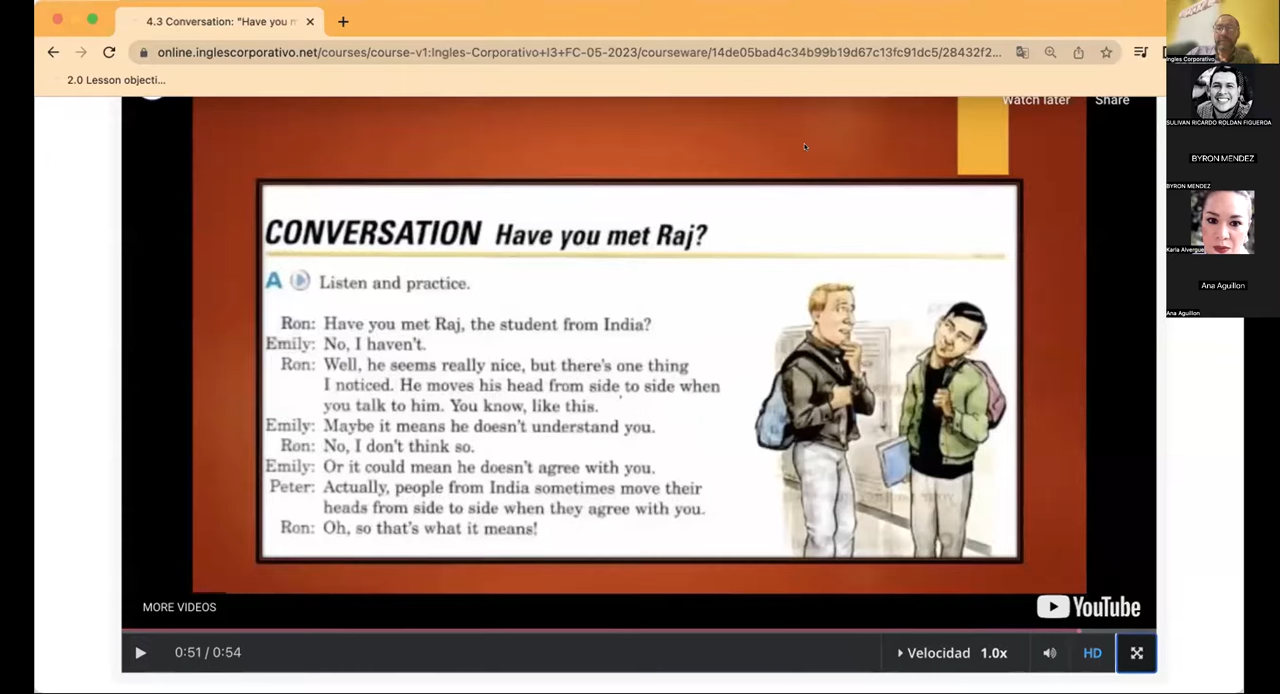 4.3 Conversation: "Have you m
online.inglescorporativo.net/courses/course-v1:Ingles-Corporativo+I3+FC-05-2023/courseware/14de05bad4c34b99b19d67c13fc91dc5/28432f2...
2.0 Lesson objecti...
Watch later Share
CONVERSATION Have you met Raj?
A Listen and practice.
Ron: Have you met Raj, the student from India?
Emily: No, I haven't.
Ron: Well, he seems really nice, but there's one thing
I noticed. He moves his head from side to side when
you talk to him. You know, like this.
Emily: Maybe it means he doesn't understand you.
Ron: No, I don't think so.
Emily: Or it could mean he doesn't agree with you.
Peter: Actually, people from India sometimes move their
heads from side to side when they agree with you.
Ron: Oh, so that's what it means!
MORE VIDEOS
YouTube
0:51 / 0:54
Velocidad 1.0x
HD
Ingles Corporativo
SULIVAN RICARDO ROLDAN FIGUEROA
BYRON MENDEZ
BYRON MENDEZ
Karla Alvergue
Ana Aguillon
Ana Aguillon